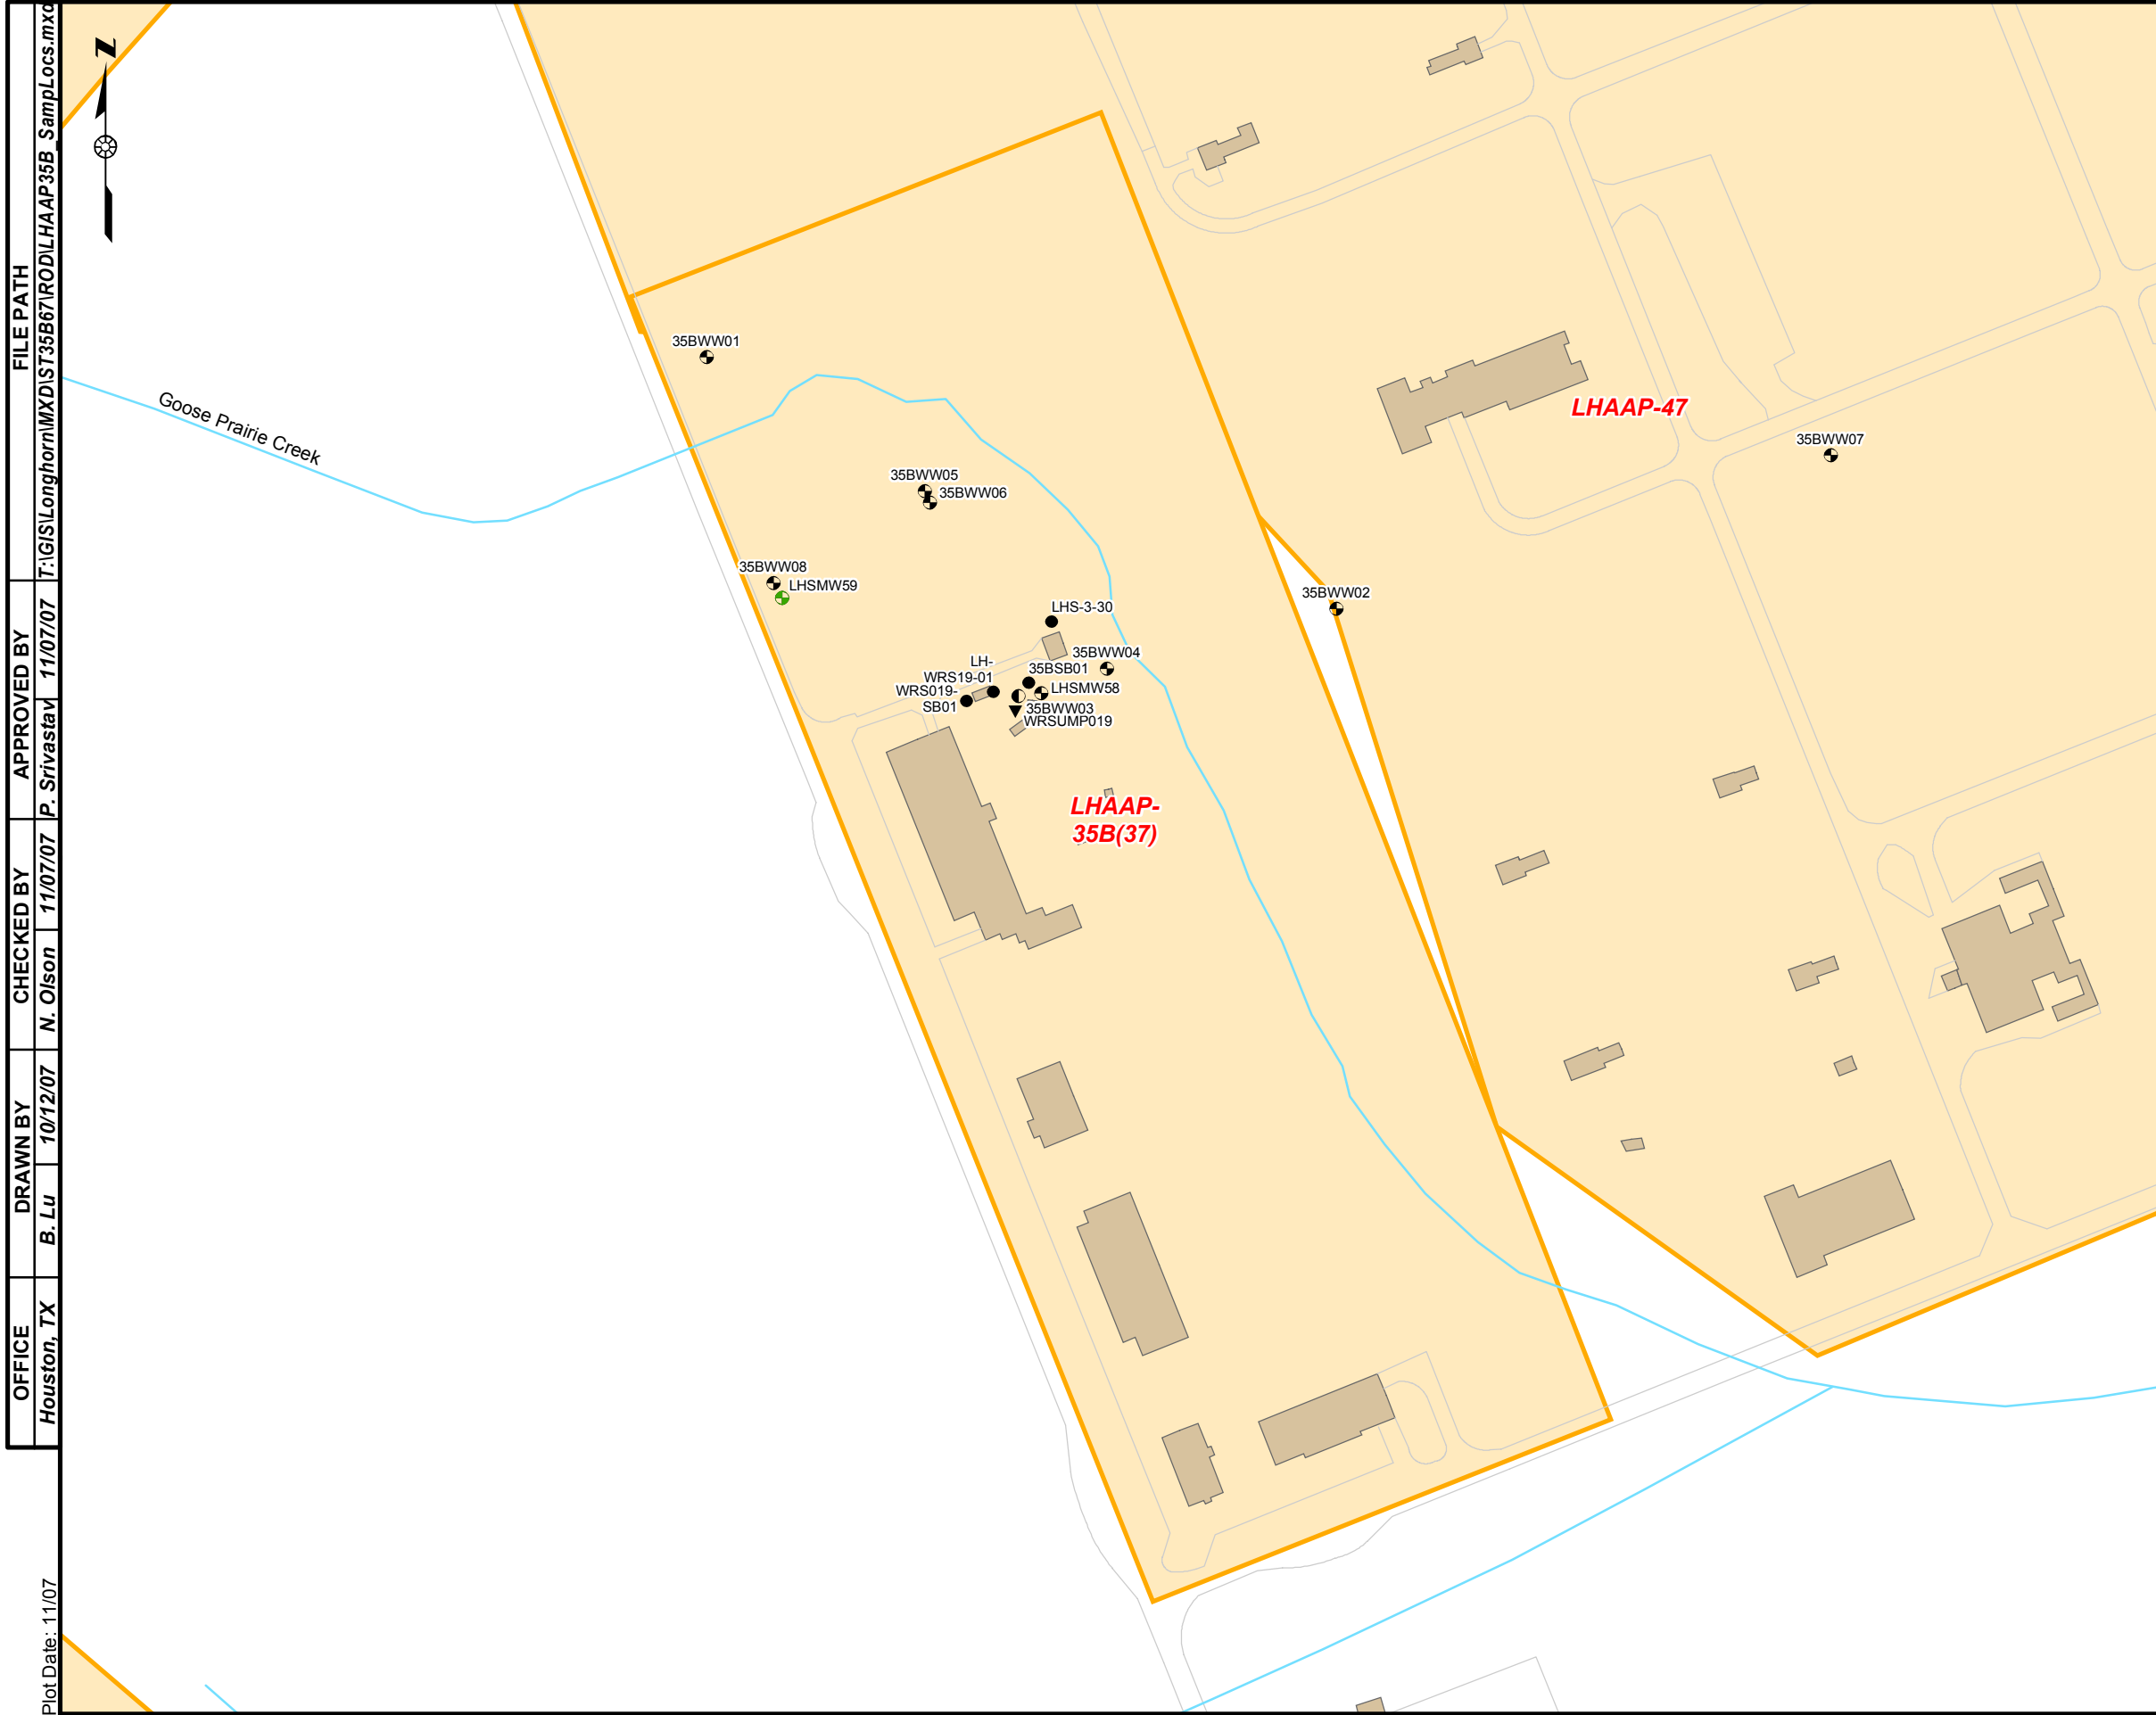 FILE PATH
T:\GIS\Longhorn\MXD\ST35B67\ROD\LHAAP35B_SampLocs.mxd
APPROVED BY
P. Srivastav
11/07/07
CHECKED BY
N. Olson
11/07/07
DRAWN BY
B. Lu
10/12/07
OFFICE
Houston, TX
Plot Date: 11/07
N
Goose Prairie Creek
35BWW01
35BWW05
35BWW06
35BWW08
LHSMW59
LHAAP-47
35BWW07
35BWW02
LHS-3-30
35BWW04
LH-
WRS19-01
35BSB01
WRS019-
SB01
LHSMW58
35BWW03
WRSUMP019
LHAAP-
35B(37)